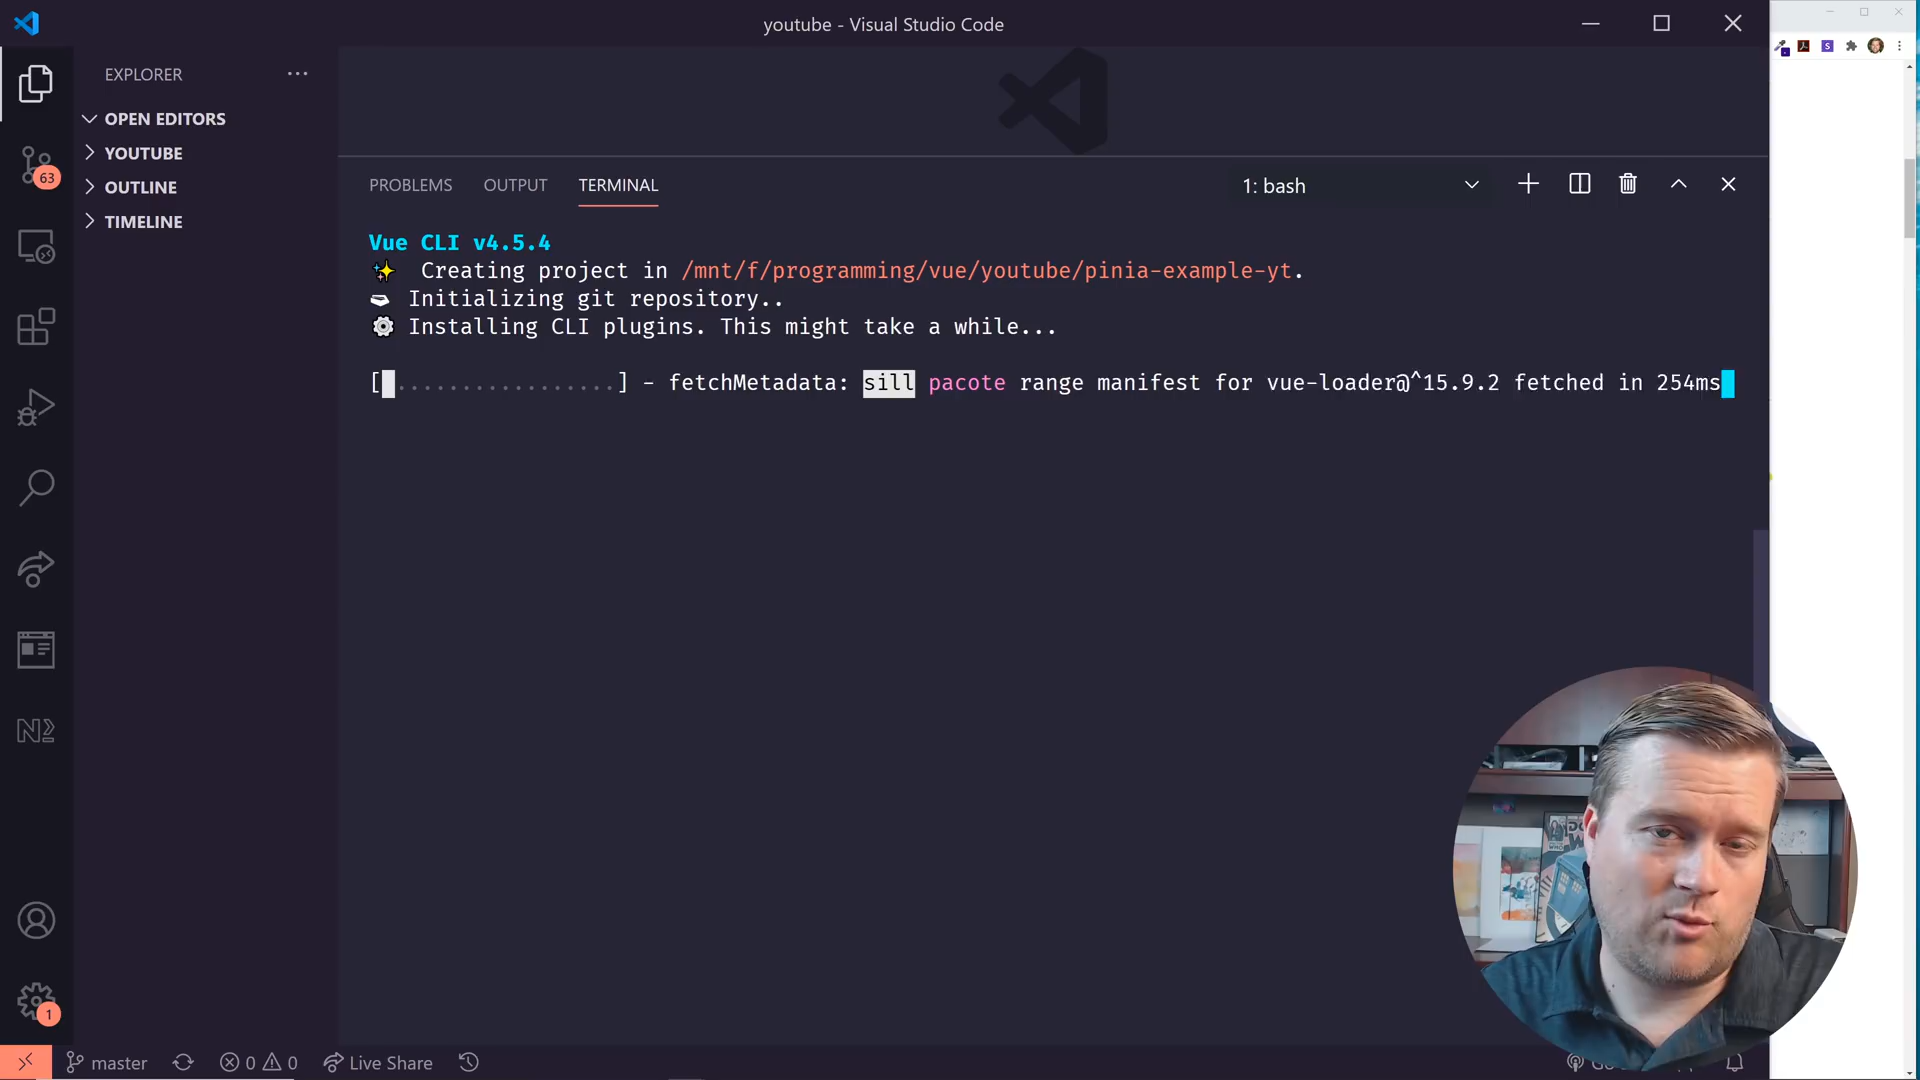 youtube - Visual Studio Code
EXPLORER
OPEN EDITORS
YOUTUBE
OUTLINE
TIMELINE
63
PROBLEMS OUTPUT TERMINAL
1: bash
Vue CLI v4.5.4
Creating project in /mnt/f/programming/vue/youtube/pinia-example-yt.
Initializing git repository..
Installing CLI plugins. This might take a while...
[ .................] - fetchMetadata: sill pacote range manifest for vue-loader@^15.9.2 fetched in 254ms
1
master 0 0 Live Share